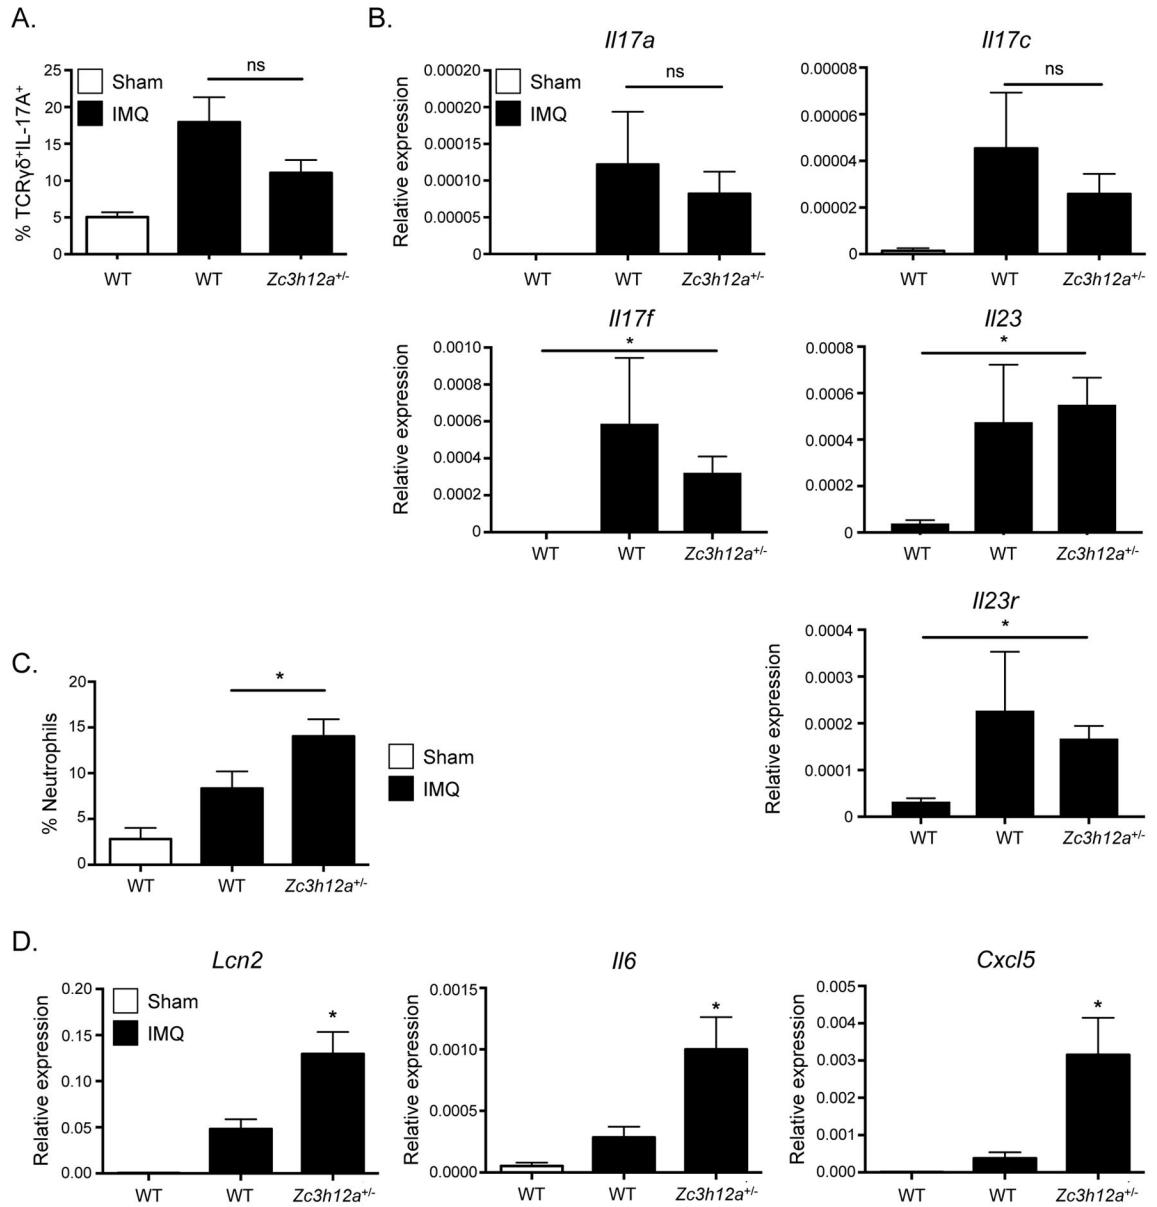 A.
% TCRγδ⁺IL-17A⁺
25
20
15
10
5
0
Sham
IMQ
ns
WT
WT
Zc3h12a⁺/⁻
B.
Il17a
Relative expression
0.00020
0.00015
0.00010
0.00005
0
Sham
IMQ
ns
WT
WT
Zc3h12a⁺/⁻
Il17c
0.00008
0.00006
0.00004
0.00002
0
ns
WT
WT
Zc3h12a⁺/⁻
Il17f
Relative expression
0.0010
0.0008
0.0006
0.0004
0.0002
0
*
WT
WT
Zc3h12a⁺/⁻
Il23
0.0008
0.0006
0.0004
0.0002
0
*
WT
WT
Zc3h12a⁺/⁻
Il23r
Relative expression
0.0004
0.0003
0.0002
0.0001
0
*
WT
WT
Zc3h12a⁺/⁻
C.
% Neutrophils
20
15
10
5
0
*
WT
WT
Zc3h12a⁺/⁻
Sham
IMQ
D.
Lcn2
Relative expression
0.20
0.15
0.10
0.05
0.00
Sham
IMQ
*
WT
WT
Zc3h12a⁺/⁻
Il6
Relative expression
0.0015
0.0010
0.0005
0.0000
*
WT
WT
Zc3h12a⁺/⁻
Cxcl5
Relative expression
0.005
0.004
0.003
0.002
0.001
0.000
*
WT
WT
Zc3h12a⁺/⁻